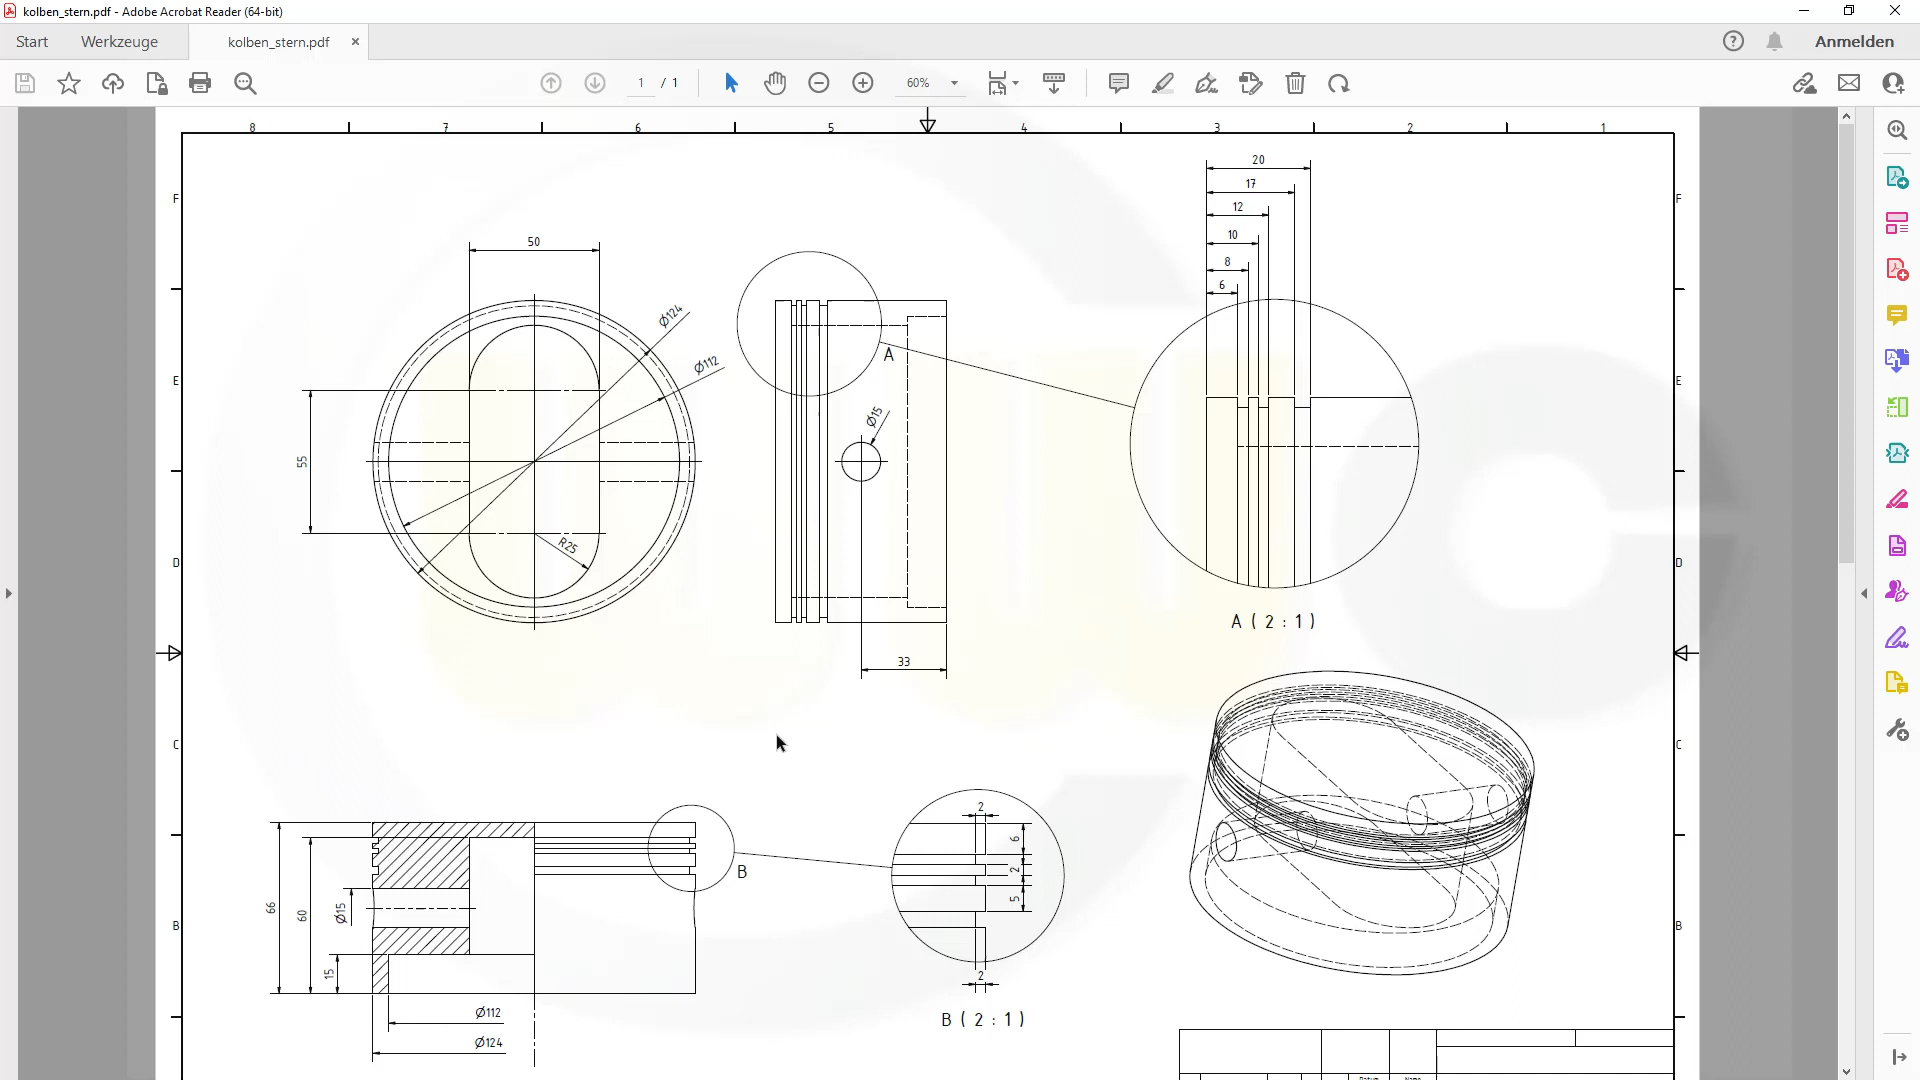 kolben_stern.pdf - Adobe Acrobat Reader (64-bit)
Start Werkzeuge kolben_stern.pdf Anmelden
1 / 1 60%
8 7 6 5 4 3 2 1
20
17
F F
12
10
50
8
6
Ø124
Ø112
A
E E
Ø15
55
R25
D D
A ( 2 : 1 )
33
C C
2
6
B
2
5
66
60
Ø15
B B
15
2
Ø112
B ( 2 : 1 )
Ø124
Datum Name